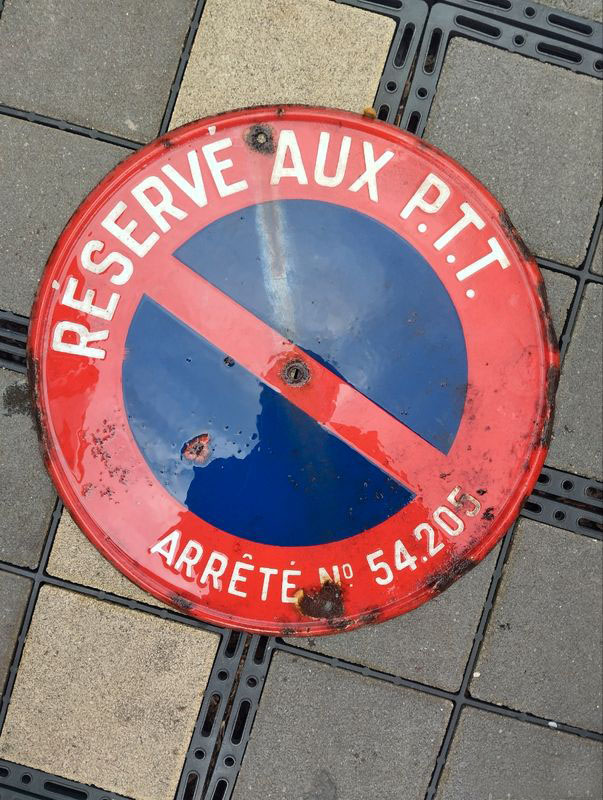 RÉSERVÉ AUX P.T.T.
ARRÊTÉ No 54.205